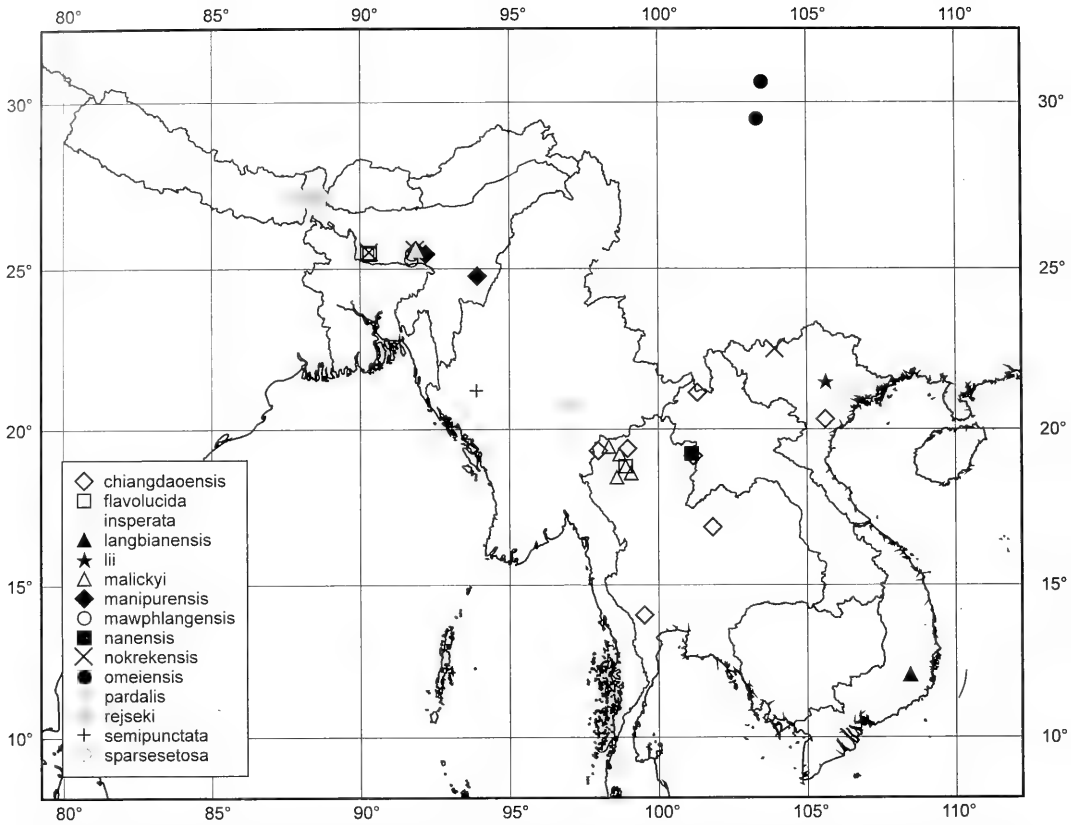 80° 85° 90° 95° 100° 105° 110°
30° 30°
25° 25°
20° 20°
chiangdaoensis
flavolucida
insperata
langbianensis
lii
malickyi
manipurensis
mawphlangensis
nanensis
nokrekensis
omeiensis
pardalis
rejseki
semipunctata
sparsesetosa
15° 15°
10° 10°
80° 85° 90° 95° 100° 105° 110°